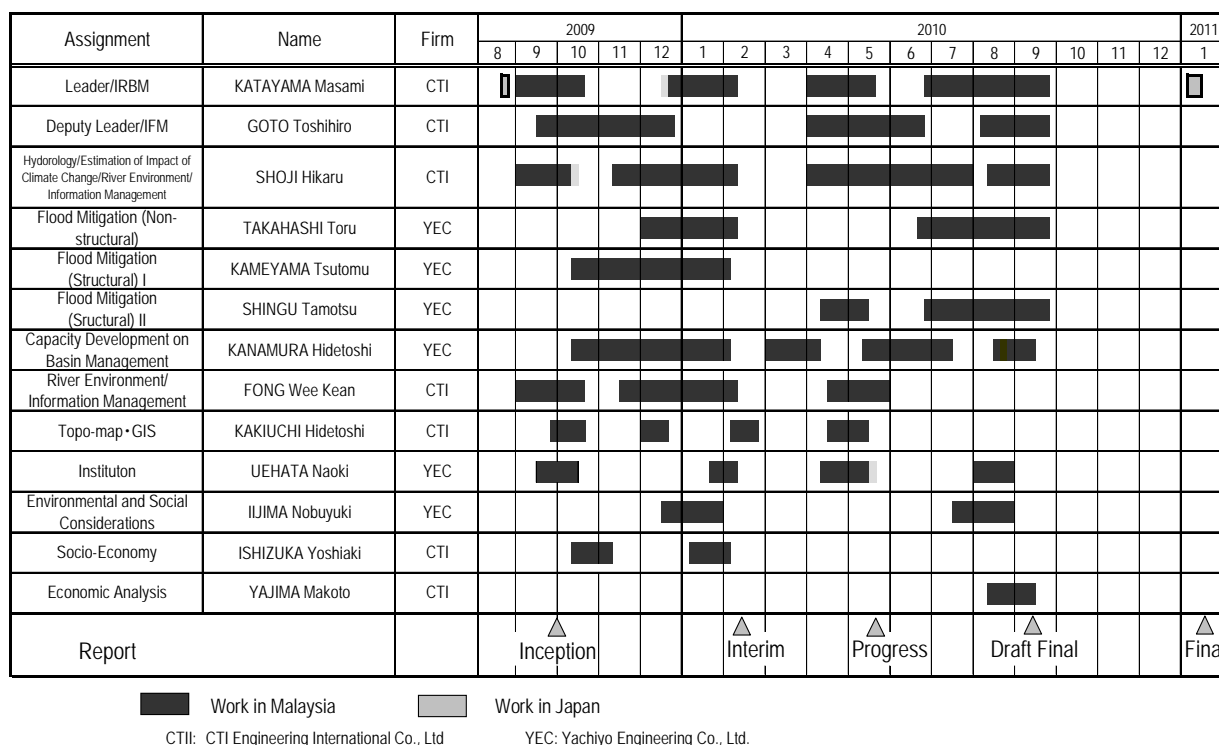 Assignment Name Firm 2009 2010 2011
8 9 10 11 12 1 2 3 4 5 6 7 8 9 10 11 12 1
Leader/IRBM KATAYAMA Masami CTI
Deputy Leader/IFM GOTO Toshihiro CTI
Hydorology/Estimation of Impact of
Climate Change/River Environment/
Information Management
SHOJI Hikaru CTI
Flood Mitigation (Non-
structural)
TAKAHASHI Toru YEC
Flood Mitigation
(Structural) I
KAMEYAMA Tsutomu YEC
Flood Mitigation
(Sructural) II
SHINGU Tamotsu YEC
Capacity Development on
Basin Management
KANAMURA Hidetoshi YEC
River Environment/
Information Management
FONG Wee Kean CTI
Topo-map・GIS KAKIUCHI Hidetoshi CTI
Instituton UEHATA Naoki YEC
Environmental and Social
Considerations
IIJIMA Nobuyuki YEC
Socio-Economy ISHIZUKA Yoshiaki CTI
Economic Analysis YAJIMA Makoto CTI
Report Inception Interim Progress Draft Final Fina
Work in Malaysia Work in Japan
CTII: CTI Engineering International Co., Ltd YEC: Yachiyo Engineering Co., Ltd.